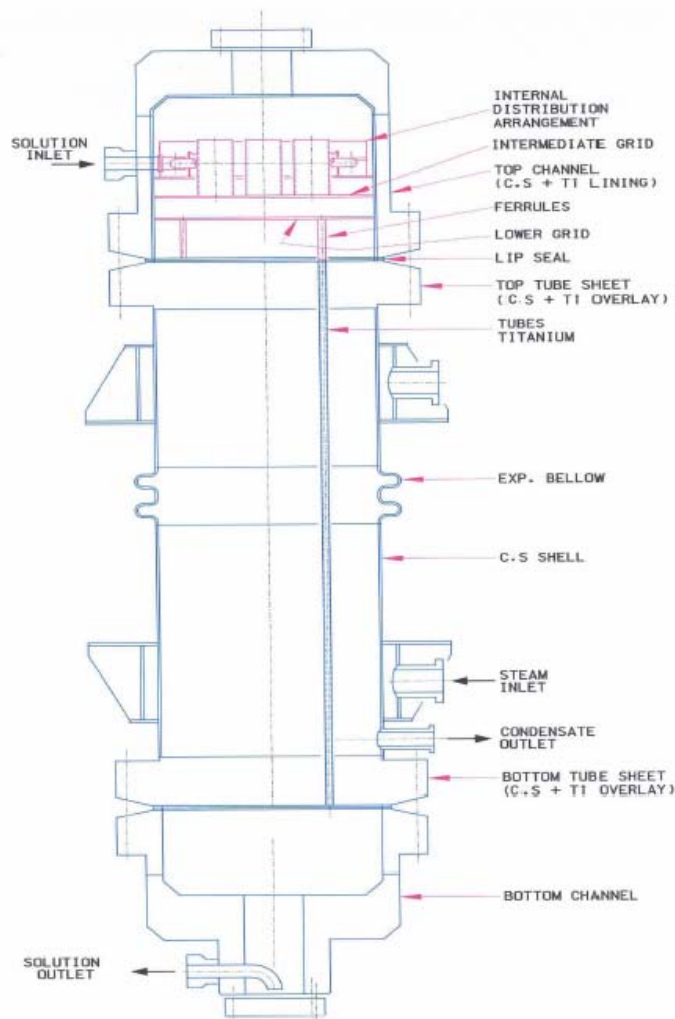 INTERNAL
DISTRIBUTION
ARRANGEMENT
SOLUTION
INLET
INTERMEDIATE GRID
TOP CHANNEL
(C.S + TI LINING)
FERRULES
LOWER GRID
LIP SEAL
TOP TUBE SHEET
(C.S + TI OVERLAY)
TUBES
TITANIUM
EXP. BELLOW
C.S SHELL
STEAM
INLET
CONDENSATE
OUTLET
BOTTOM TUBE SHEET
(C.S + TI OVERLAY)
BOTTOM CHANNEL
SOLUTION
OUTLET